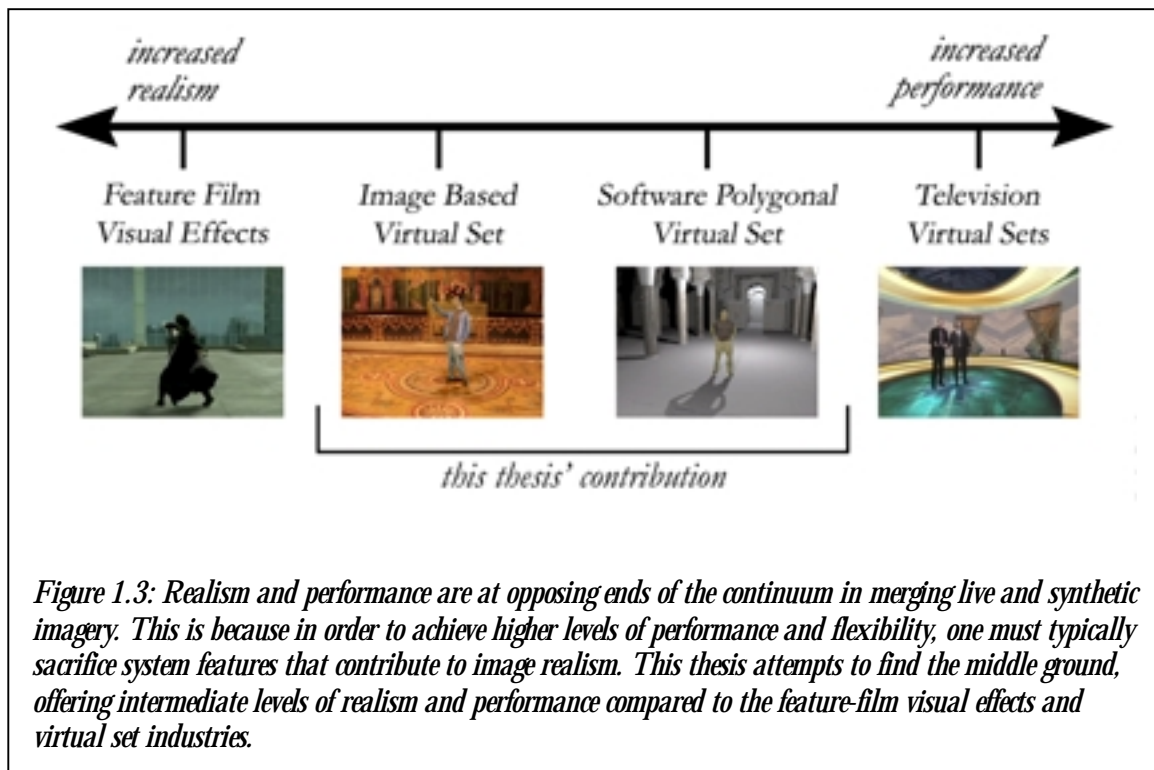 increased
realism
increased
performance
Feature Film
Visual Effects
Image Based
Virtual Set
Software Polygonal
Virtual Set
Television
Virtual Sets
this thesis' contribution
Figure 1.3: Realism and performance are at opposing ends of the continuum in merging live and synthetic
imagery. This is because in order to achieve higher levels of performance and flexibility, one must typically
sacrifice system features that contribute to image realism. This thesis attempts to find the middle ground,
offering intermediate levels of realism and performance compared to the feature-film visual effects and
virtual set industries.